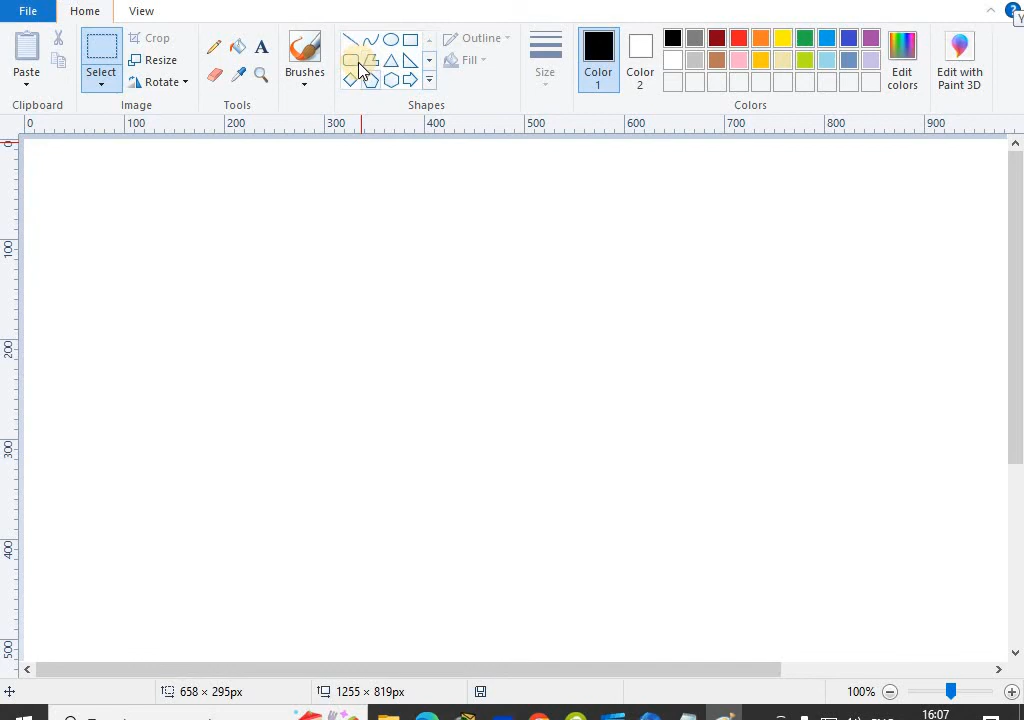 File Home View
Crop Outline
Paste Select Resize Brushes Fill Size Color 1 Color 2 Edit colors Edit with Paint 3D
Rotate
Clipboard Image Tools Shapes Colors
0 100 200 300 400 500 600 700 800 900
0
100
200
300
400
500
658 × 295px 1255 × 819px 100%
16:07